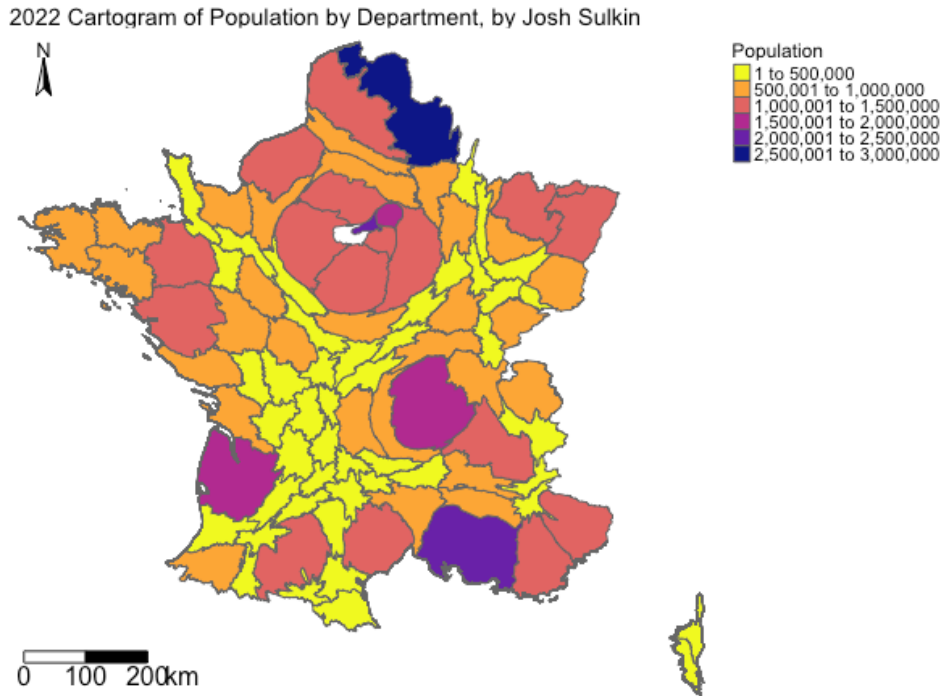 2022 Cartogram of Population by Department, by Josh Sulkin
N
Population
1 to 500,000
500,001 to 1,000,000
1,000,001 to 1,500,000
1,500,001 to 2,000,000
2,000,001 to 2,500,000
2,500,001 to 3,000,000
0 100 200km